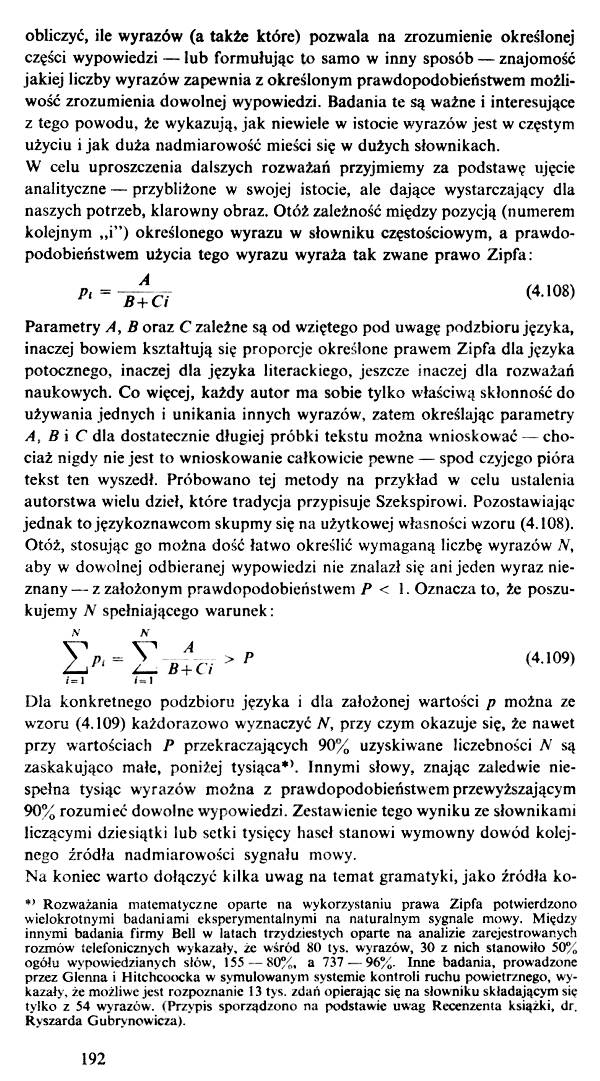 obliczyć, ile wyrazów (a także które) pozwala na zrozumienie określonej
części wypowiedzi — lub formułując to samo w inny sposób — znajomość
jakiej liczby wyrazów zapewnia z określonym prawdopodobieństwem możli-
wość zrozumienia dowolnej wypowiedzi. Badania te są ważne i interesujące
z tego powodu, że wykazują, jak niewiele w istocie wyrazów jest w częstym
użyciu i jak duża nadmiarowość mieści się w dużych słownikach.
W celu uproszczenia dalszych rozważań przyjmiemy za podstawę ujęcie
analityczne — przybliżone w swojej istocie, ale dające wystarczający dla
naszych potrzeb, klarowny obraz. Otóż zależność między pozycją (numerem
kolejnym „i”) określonego wyrazu w słowniku częstościowym, a prawdo-
podobieństwem użycia tego wyrazu wyraża tak zwane prawo Zipfa:
p_i = A / (B + Ci) (4.108)
Parametry A, B oraz C zależne są od wziętego pod uwagę podzbioru języka,
inaczej bowiem kształtują się proporcje określone prawem Zipfa dla języka
potocznego, inaczej dla języka literackiego, jeszcze inaczej dla rozważań
naukowych. Co więcej, każdy autor ma sobie tylko właściwą skłonność do
używania jednych i unikania innych wyrazów, zatem określając parametry
A, B i C dla dostatecznie długiej próbki tekstu można wnioskować — cho-
ciaż nigdy nie jest to wnioskowanie całkowicie pewne — spod czyjego pióra
tekst ten wyszedł. Próbowano tej metody na przykład w celu ustalenia
autorstwa wielu dzieł, które tradycja przypisuje Szekspirowi. Pozostawiając
jednak to językoznawcom skupmy się na użytkowej własności wzoru (4.108).
Otóż, stosując go można dość łatwo określić wymaganą liczbę wyrazów N,
aby w dowolnej odbieranej wypowiedzi nie znalazł się ani jeden wyraz nie-
znany — z założonym prawdopodobieństwem P < 1. Oznacza to, że poszu-
kujemy N spełniającego warunek:
∑_{i=1}^{N} p_i = ∑_{i=1}^{N} A / (B + Ci) > P (4.109)
Dla konkretnego podzbioru języka i dla założonej wartości p można ze
wzoru (4.109) każdorazowo wyznaczyć N, przy czym okazuje się, że nawet
przy wartościach P przekraczających 90% uzyskiwane liczebności N są
zaskakująco małe, poniżej tysiąca*). Innymi słowy, znając zaledwie nie-
spełna tysiąc wyrazów można z prawdopodobieństwem przewyższającym
90% rozumieć dowolne wypowiedzi. Zestawienie tego wyniku ze słownikami
liczącymi dziesiątki lub setki tysięcy haseł stanowi wymowny dowód kolej-
nego źródła nadmiarowości sygnału mowy.
Na koniec warto dołączyć kilka uwag na temat gramatyki, jako źródła ko-
*) Rozważania matematyczne oparte na wykorzystaniu prawa Zipfa potwierdzono
wielokrotnymi badaniami eksperymentalnymi na naturalnym sygnale mowy. Między
innymi badania firmy Bell w latach trzydziestych oparte na analizie zarejestrowanych
rozmów telefonicznych wykazały, że wśród 80 tys. wyrazów, 30 z nich stanowiło 50%
ogółu wypowiedzianych słów, 155 — 80%, a 737 — 96%. Inne badania, prowadzone
przez Glenna i Hitchcoocka w symulowanym systemie kontroli ruchu powietrznego, wy-
kazały, że możliwe jest rozpoznanie 13 tys. zdań opierając się na słowniku składającym się
tylko z 54 wyrazów. (Przypis sporządzono na podstawie uwag Recenzenta książki, dr.
Ryszarda Gubrynowicza).
192